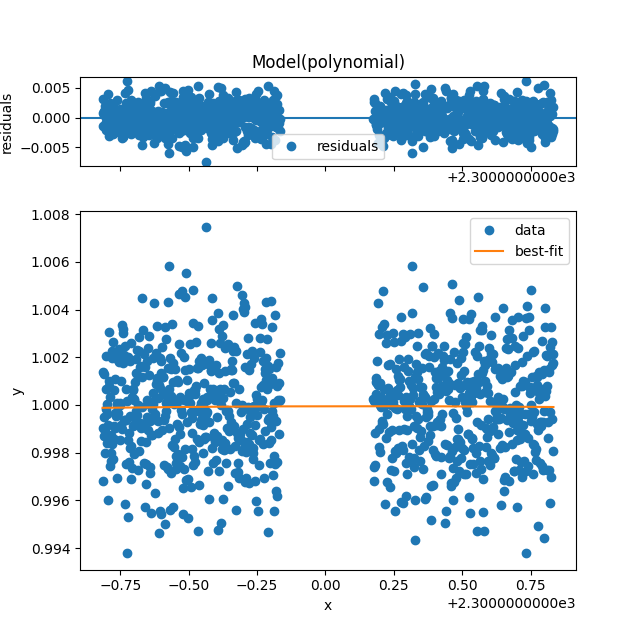 Model(polynomial)
residuals
0.005
0.000
−0.005
residuals
+2.3000000000e3
1.008
1.006
1.004
1.002
1.000
0.998
0.996
0.994
y
data
best-fit
−0.75
−0.50
−0.25
0.00
0.25
0.50
0.75
x
+2.3000000000e3